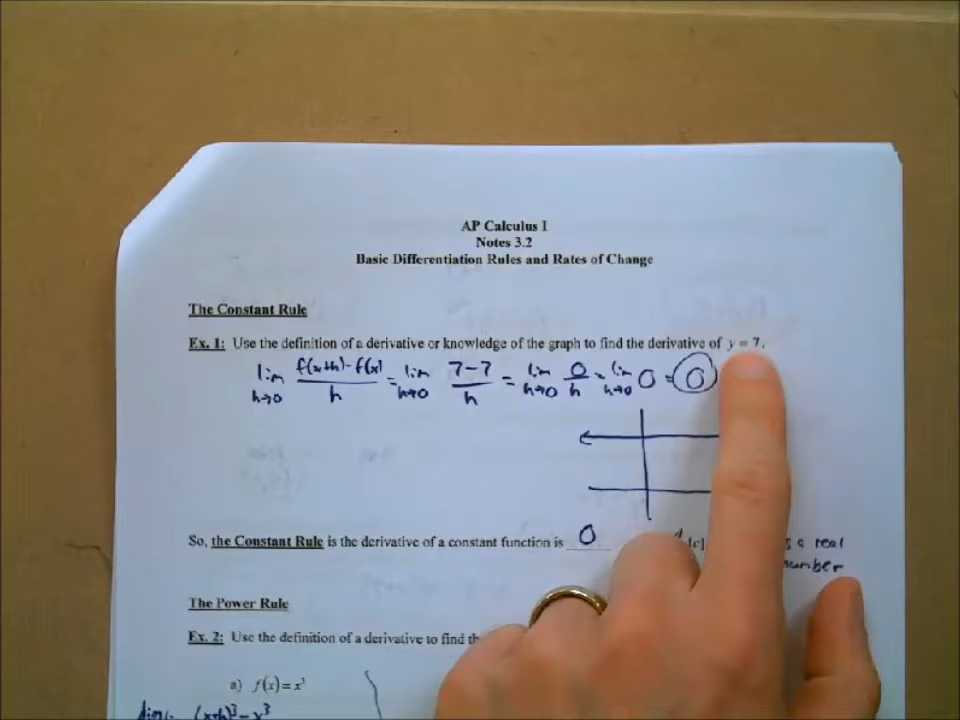 AP Calculus I
Notes 3.2
Basic Differentiation Rules and Rates of Change
The Constant Rule
Ex. 1: Use the definition of a derivative or knowledge of the graph to find the derivative of y = 7.
lim h→0 f(x+h)-f(x) / h = lim h→0 7-7 / h = lim h→0 0 / h = lim h→0 0 = 0
So, the Constant Rule is the derivative of a constant function is 0 [c] s a real
number
The Power Rule
Ex. 2: Use the definition of a derivative to find th
a) f(x) = x³
lim (x+h)³-x³